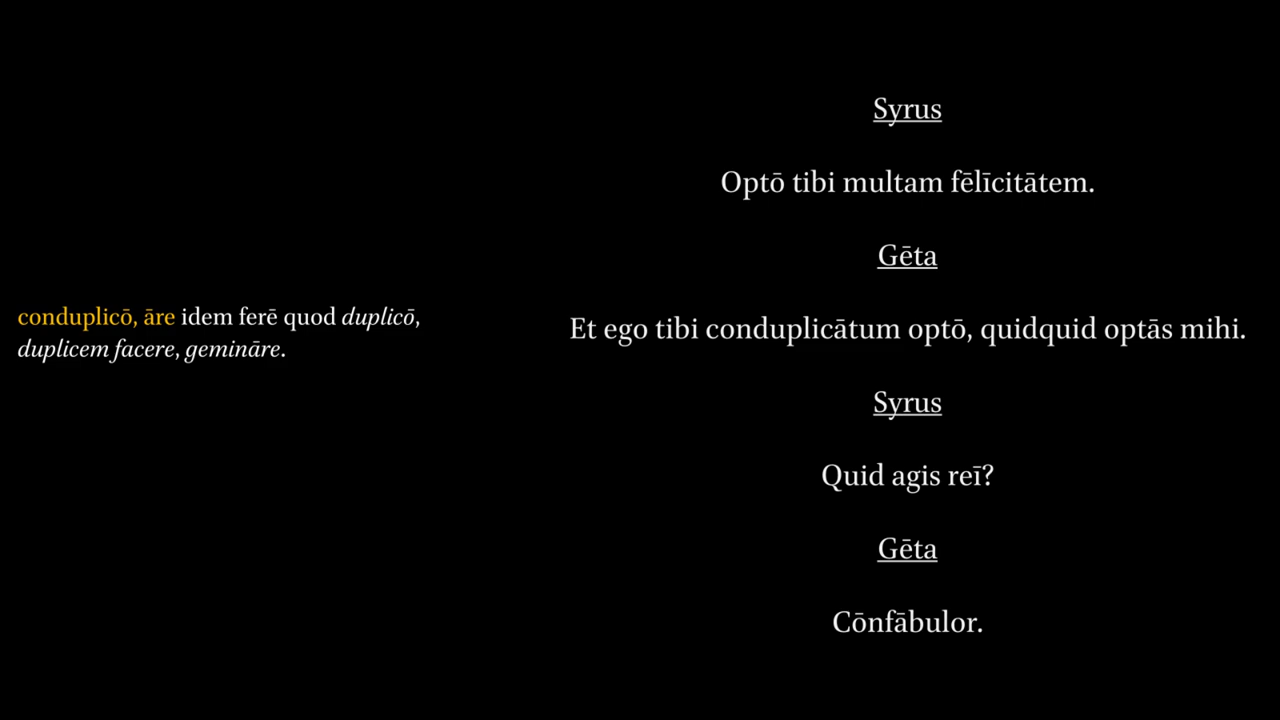 conduplicō, āre idem ferē quod duplicō,
duplicem facere, gemināre.
Syrus
Optō tibi multam fēlīcitātem.
Gēta
Et ego tibi conduplicātum optō, quidquid optās mihi.
Syrus
Quid agis reī?
Gēta
Cōnfābulor.